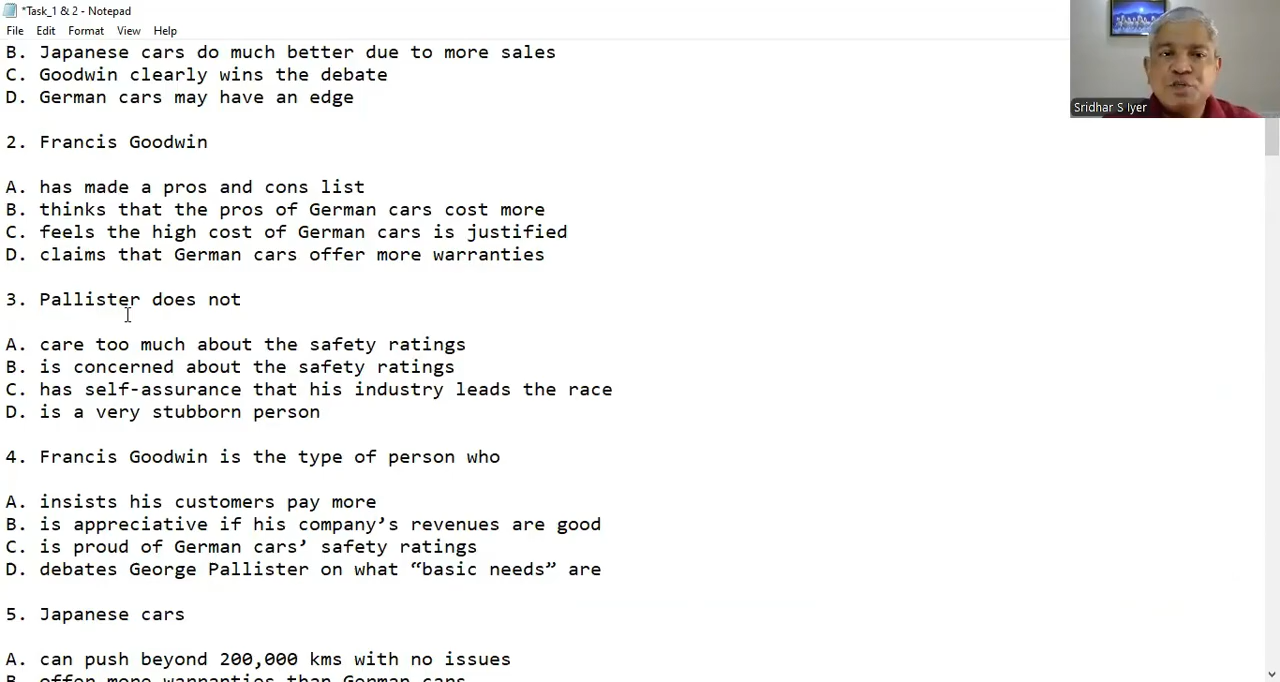 *Task_1 & 2 - Notepad
File Edit Format View Help
B. Japanese cars do much better due to more sales
C. Goodwin clearly wins the debate
D. German cars may have an edge
2. Francis Goodwin
A. has made a pros and cons list
B. thinks that the pros of German cars cost more
C. feels the high cost of German cars is justified
D. claims that German cars offer more warranties
3. Pallister does not
A. care too much about the safety ratings
B. is concerned about the safety ratings
C. has self-assurance that his industry leads the race
D. is a very stubborn person
4. Francis Goodwin is the type of person who
A. insists his customers pay more
B. is appreciative if his company’s revenues are good
C. is proud of German cars’ safety ratings
D. debates George Pallister on what “basic needs” are
5. Japanese cars
A. can push beyond 200,000 kms with no issues
B. offer more warranties than German cars
Sridhar S Iyer